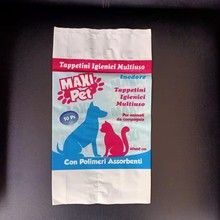 Tappetini Igienici Multiuso
Inodore
MAXI
Pet
Tappetini
Igienici
Multiuso
10 Pz
Per animali
da compagnia
Con Polimeri Assorbenti